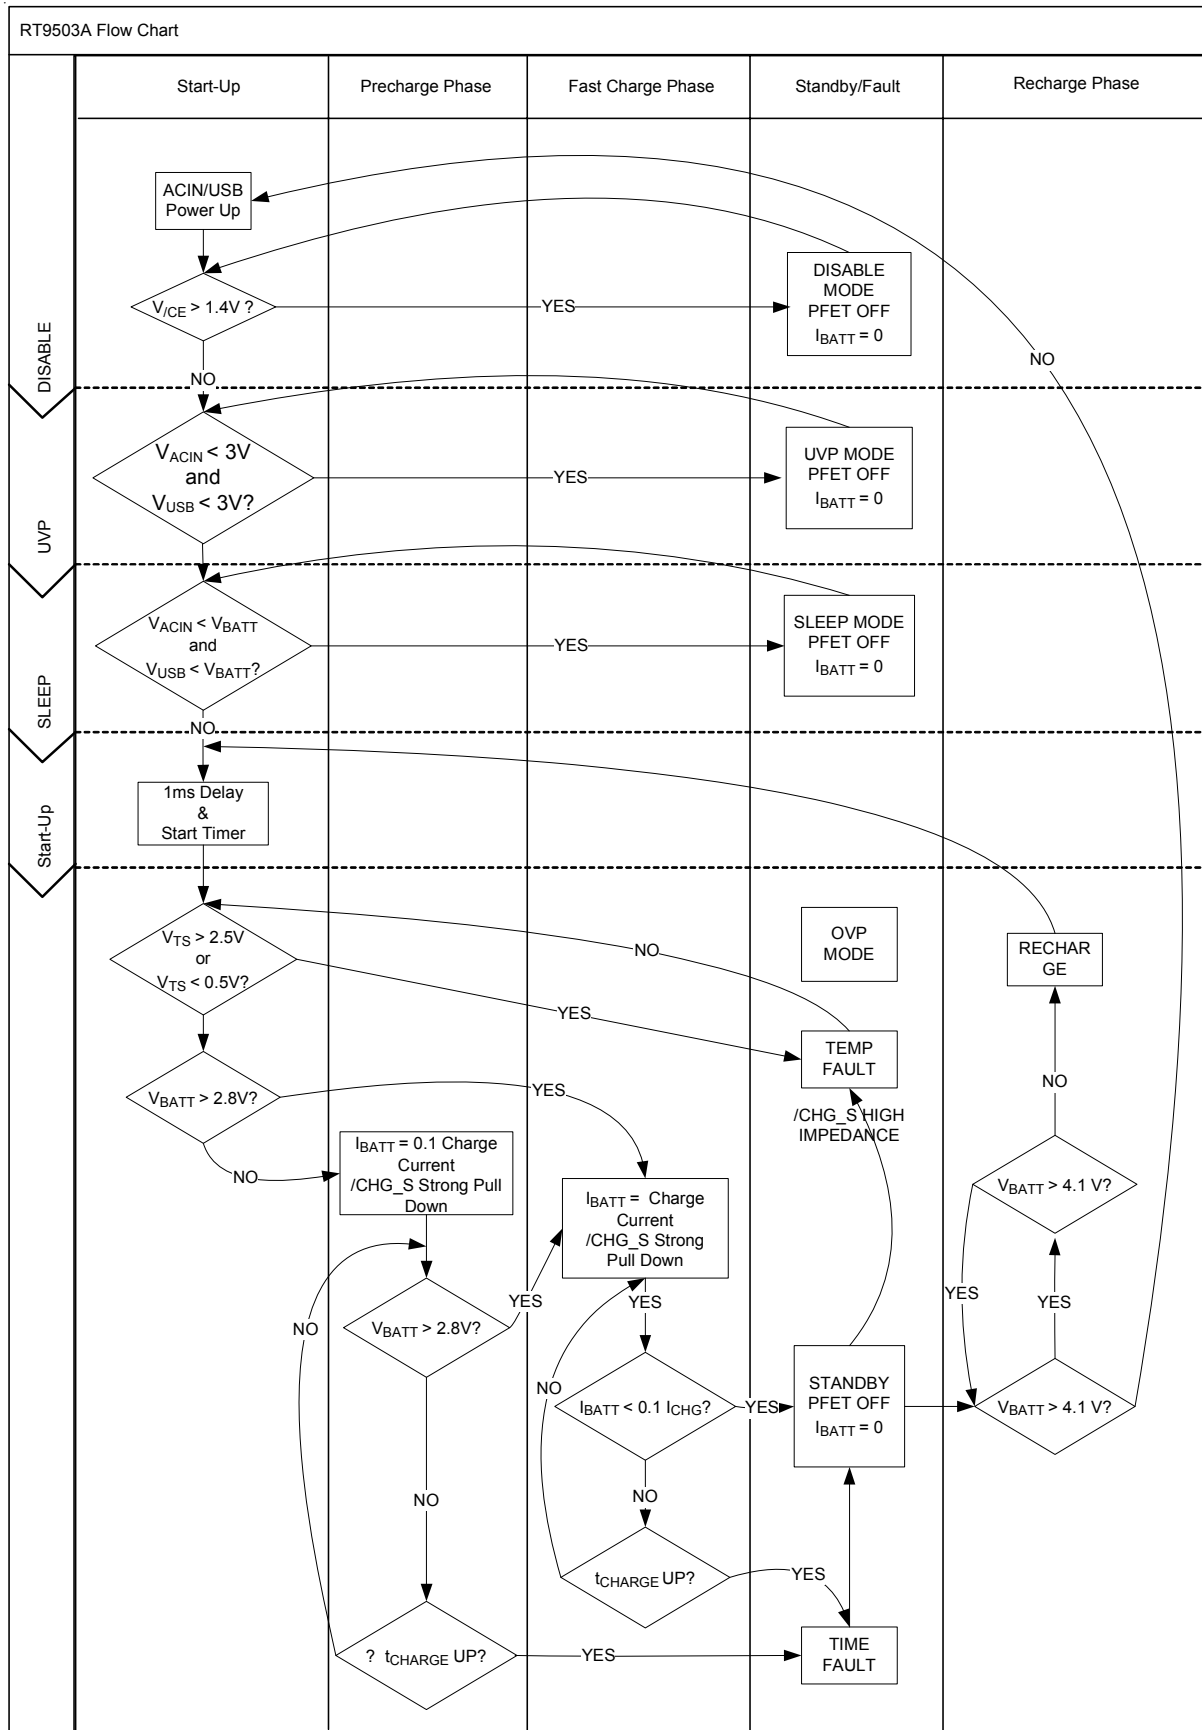 RT9503A Flow Chart
Start-Up
Precharge Phase
Fast Charge Phase
Standby/Fault
Recharge Phase
DISABLE
UVP
SLEEP
Start-Up
ACIN/USB
Power Up
V/CE > 1.4V ?
YES
DISABLE
MODE
PFET OFF
IBATT = 0
NO
NO
VACIN < 3V
and
VUSB < 3V?
YES
UVP MODE
PFET OFF
IBATT = 0
VACIN < VBATT
and
VUSB < VBATT?
YES
SLEEP MODE
PFET OFF
IBATT = 0
NO
1ms Delay
&
Start Timer
VTS > 2.5V
or
VTS < 0.5V?
NO
YES
OVP
MODE
RECHAR
GE
TEMP
FAULT
/CHG_S HIGH
IMPEDANCE
NO
VBATT > 2.8V?
YES
NO
IBATT = 0.1 Charge
Current
/CHG_S Strong Pull
Down
IBATT = Charge
Current
/CHG_S Strong
Pull Down
VBATT > 4.1 V?
YES
YES
NO
VBATT > 2.8V?
YES
YES
NO
IBATT < 0.1 ICHG?
YES
STANDBY
PFET OFF
IBATT = 0
VBATT > 4.1 V?
NO
NO
tCHARGE UP?
YES
? tCHARGE UP?
YES
TIME
FAULT